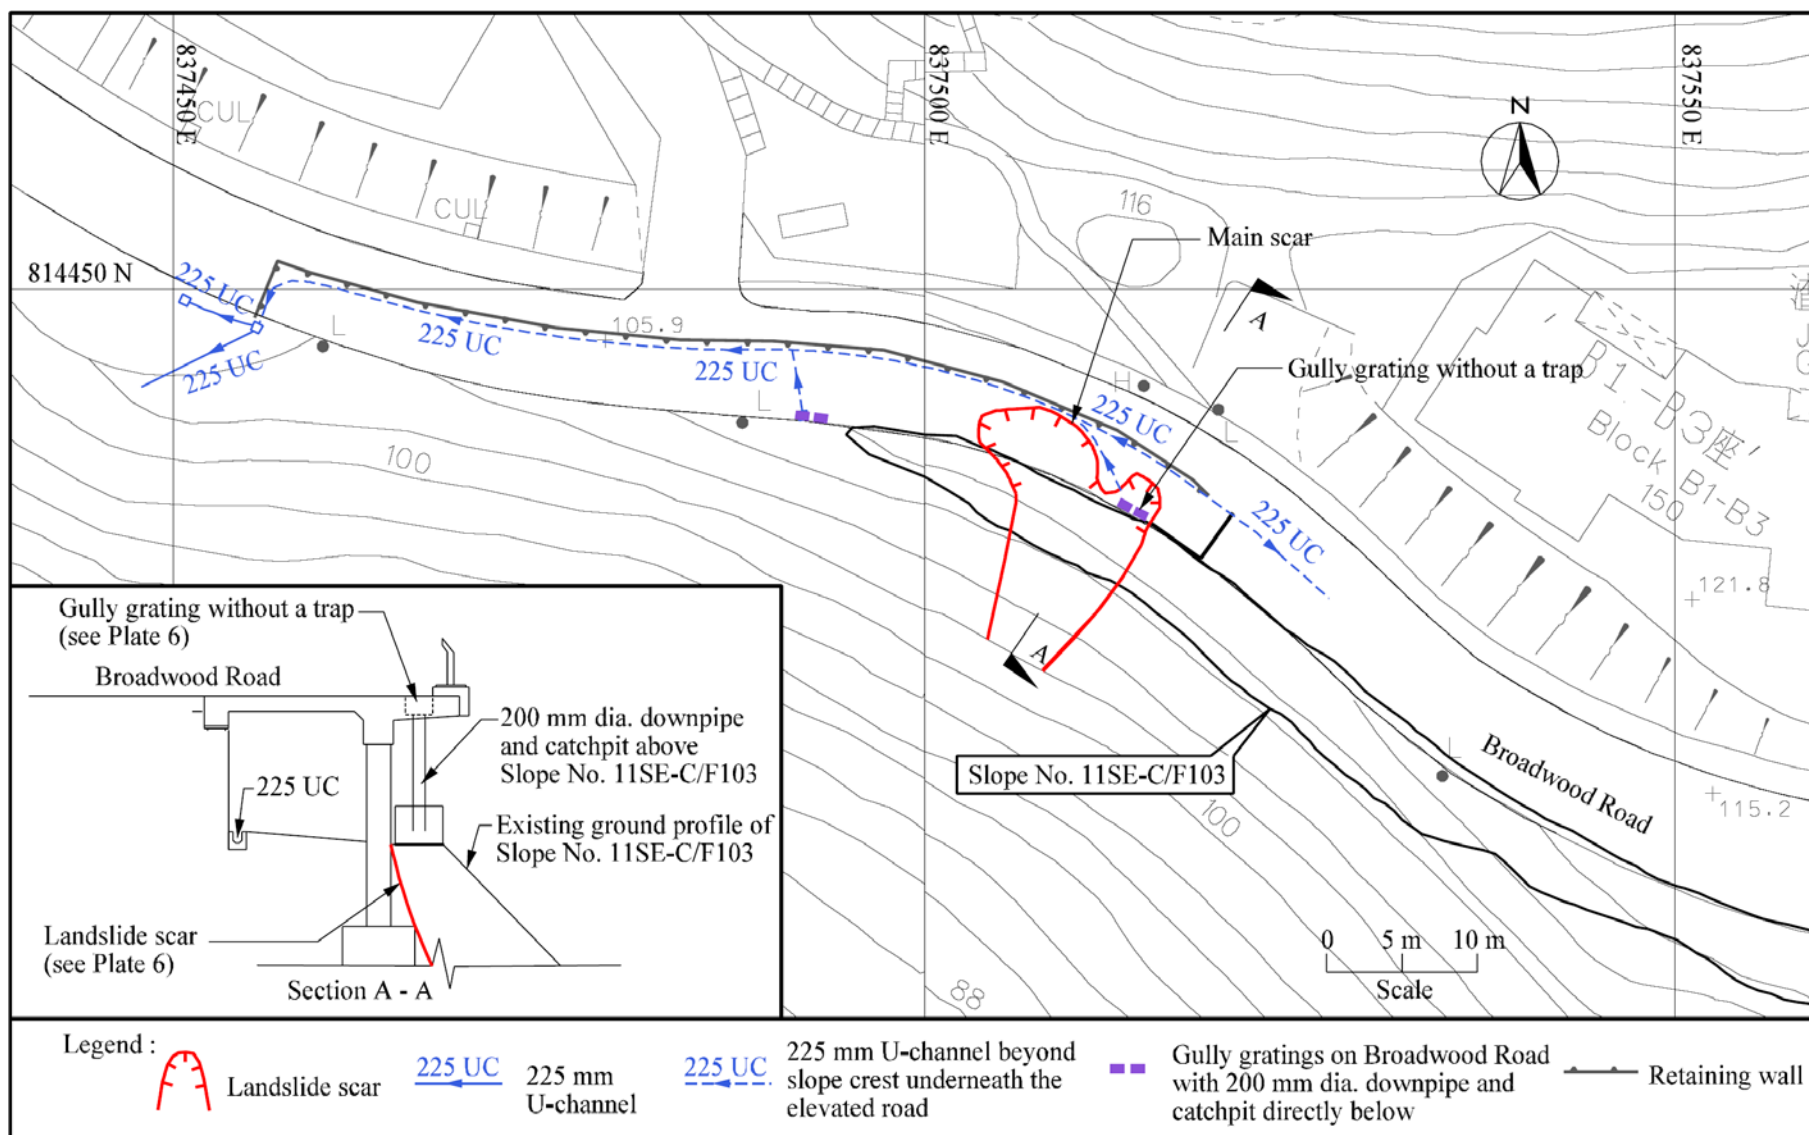 837450 E
837500 E
837550 E
N
CUL
CUL
116
Main scar
814450 N
225 UC
225 UC
L
225 UC
105.9
225 UC
L
H
225 UC
L
A
Gully grating without a trap
B1-B3座
Block B1-B3
150
100
225 UC
121.8
A
Slope No. 11SE-C/F103
L
Broadwood Road
115.2
100
88
0 5 m 10 m
Scale
Gully grating without a trap
(see Plate 6)
Broadwood Road
200 mm dia. downpipe
and catchpit above
Slope No. 11SE-C/F103
225 UC
Existing ground profile of
Slope No. 11SE-C/F103
Landslide scar
(see Plate 6)
Section A - A
Legend :
Landslide scar
225 UC
225 mm
U-channel
225 UC
225 mm U-channel beyond
slope crest underneath the
elevated road
Gully gratings on Broadwood Road
with 200 mm dia. downpipe and
catchpit directly below
Retaining wall